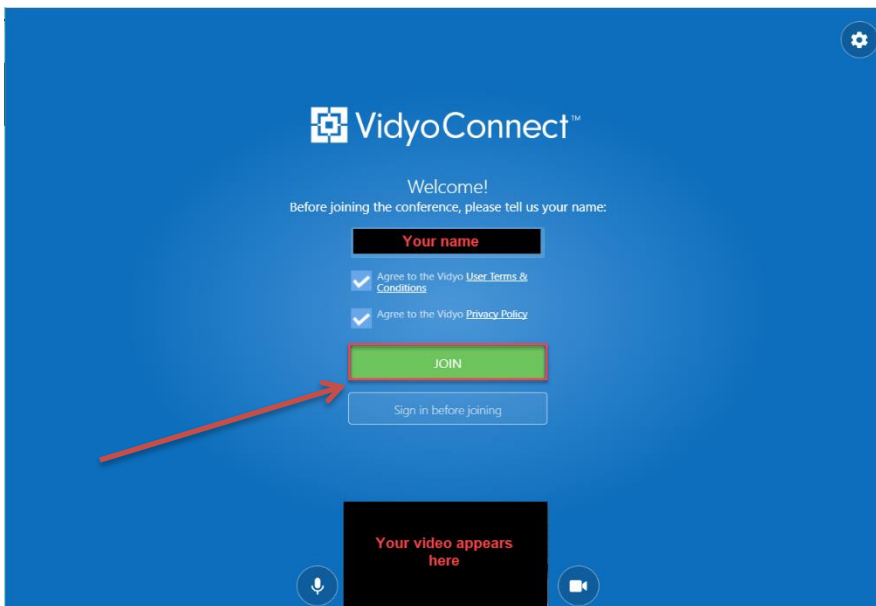 VidyoConnect™
Welcome!
Before joining the conference, please tell us your name:
Your name
Agree to the Vidyo User Terms &
Conditions
Agree to the Vidyo Privacy Policy
JOIN
Sign in before joining
Your video appears
here